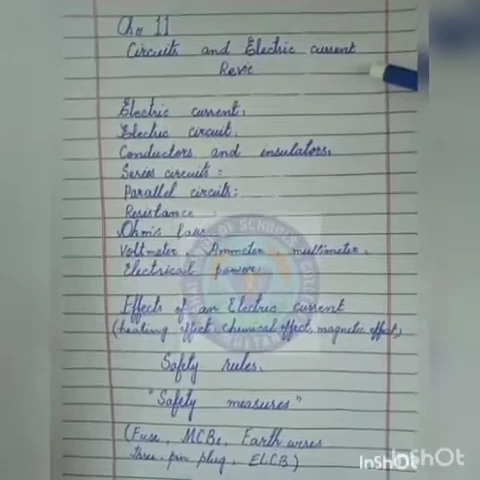 Ch # 11
Circuits and Electric current
Revie
Electric current.
Electric circuit.
Conductors and insulators.
Series circuits :
Parallel circuits :
Resistance
Ohm's law.
Voltmeter, Ammeter, multimeter.
Electrical power.
Effects of an Electric current
(heating effect, chemical effect, magnetic effect)
Safety rules.
"Safety measures"
(Fuse, MCBs, Earth wires
three pin plug, ELCB)
InShOt